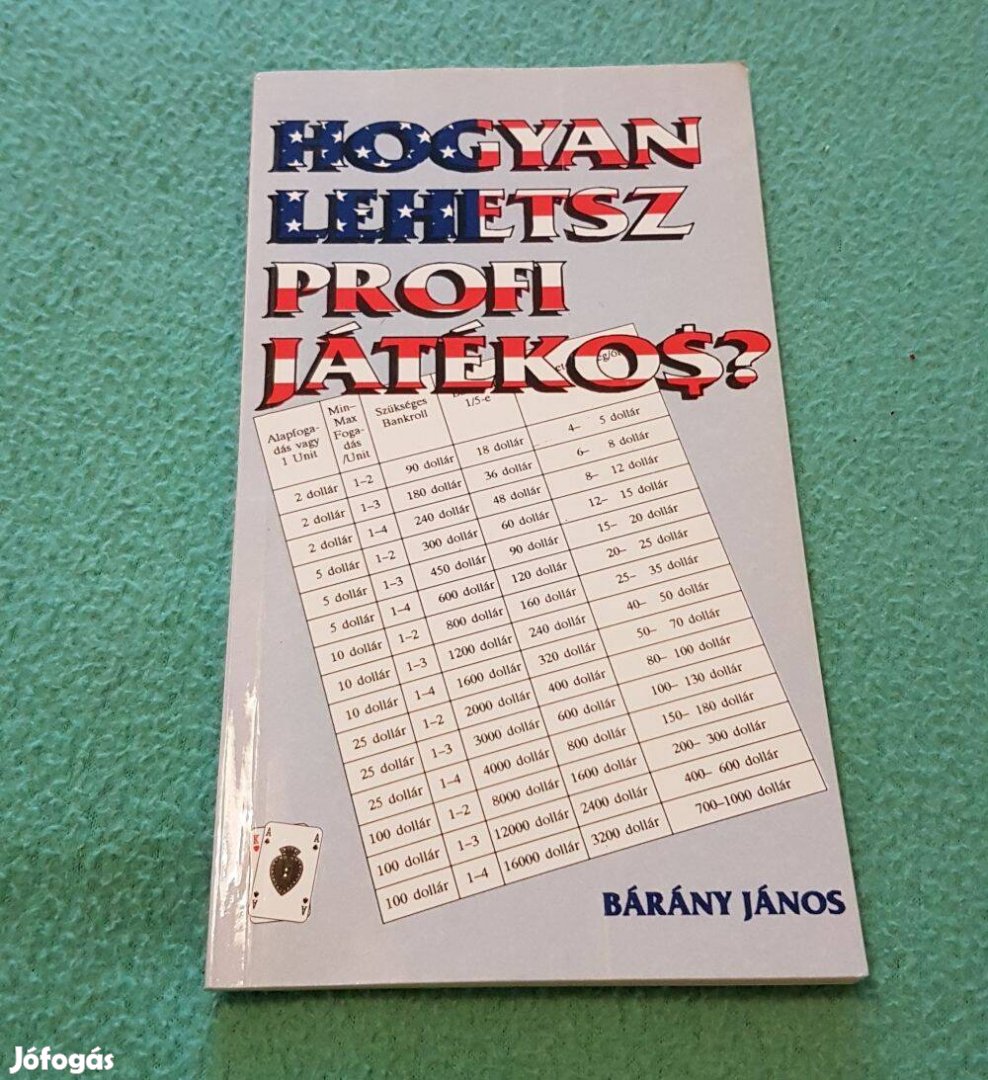 HOGYAN
LEHETSZ
PROFI
JÁTÉKO$?
Alapfoga-
dás vagy
1 Unit
Min–
Max
Foga-
dás
/Unit
Szükséges
Bankroll
1/5-e
2 dollár 1–2 90 dollár 18 dollár 4– 5 dollár
2 dollár 1–3 180 dollár 36 dollár 6– 8 dollár
2 dollár 1–4 240 dollár 48 dollár 8– 12 dollár
5 dollár 1–2 300 dollár 60 dollár 12– 15 dollár
5 dollár 1–3 450 dollár 90 dollár 15– 20 dollár
5 dollár 1–4 600 dollár 120 dollár 20– 25 dollár
10 dollár 1–2 800 dollár 160 dollár 25– 35 dollár
10 dollár 1–3 1200 dollár 240 dollár 40– 50 dollár
10 dollár 1–4 1600 dollár 320 dollár 50– 70 dollár
25 dollár 1–2 2000 dollár 400 dollár 80– 100 dollár
25 dollár 1–3 3000 dollár 600 dollár 100– 130 dollár
25 dollár 1–4 4000 dollár 800 dollár 150– 180 dollár
100 dollár 1–2 8000 dollár 1600 dollár 200– 300 dollár
100 dollár 1–3 12000 dollár 2400 dollár 400– 600 dollár
100 dollár 1–4 16000 dollár 3200 dollár 700–1000 dollár
K
A
A
A
BÁRÁNY JÁNOS
Jófogás